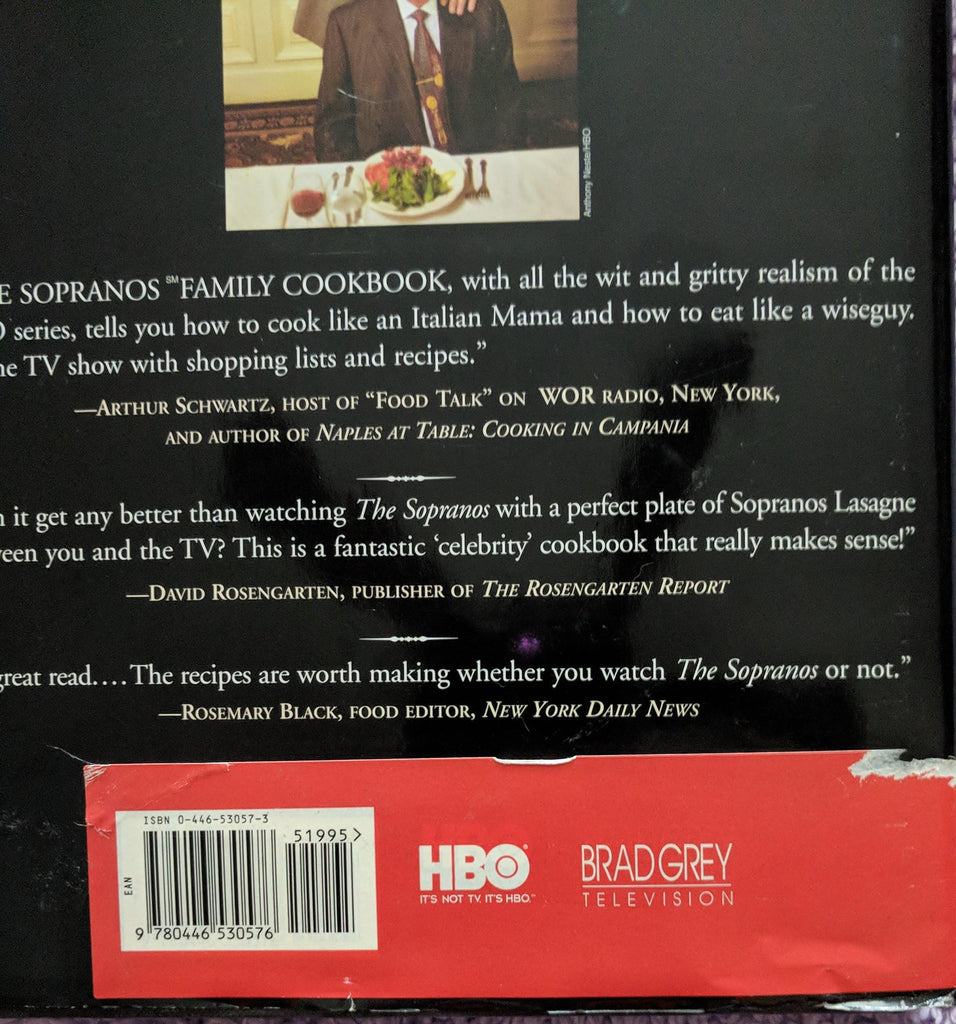 Anthony Neste/HBO
E SOPRANOS ℠FAMILY COOKBOOK, with all the wit and gritty realism of the
O series, tells you how to cook like an Italian Mama and how to eat like a wiseguy.
he TV show with shopping lists and recipes.”
—ARTHUR SCHWARTZ, HOST OF “FOOD TALK” ON WOR RADIO, NEW YORK,
AND AUTHOR OF NAPLES AT TABLE: COOKING IN CAMPANIA
n it get any better than watching The Sopranos with a perfect plate of Sopranos Lasagne
een you and the TV? This is a fantastic ‘celebrity’ cookbook that really makes sense!”
—DAVID ROSENGARTEN, PUBLISHER OF THE ROSENGARTEN REPORT
great read.... The recipes are worth making whether you watch The Sopranos or not.”
—ROSEMARY BLACK, FOOD EDITOR, NEW YORK DAILY NEWS
ISBN 0-446-53057-3
51995>
EAN
9 780446 530576
HBO®
IT'S NOT TV. IT'S HBO.™
BRAD GREY
TELEVISION